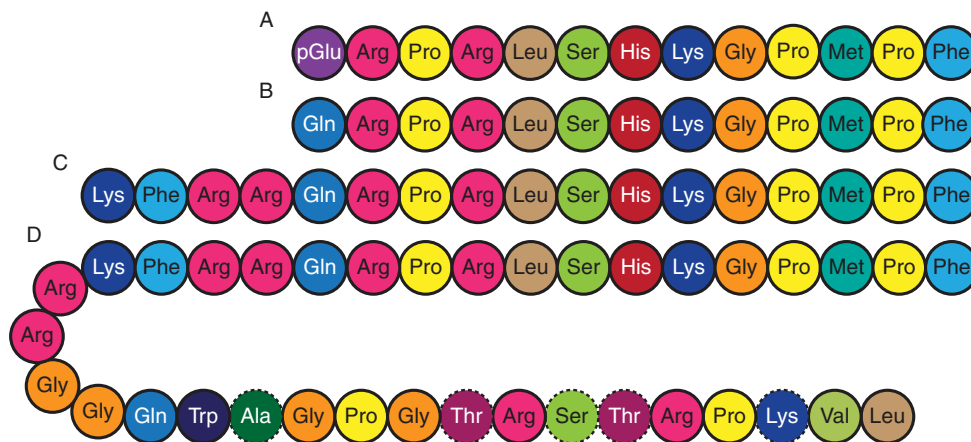 A
pGlu Arg Pro Arg Leu Ser His Lys Gly Pro Met Pro Phe
B
Gln Arg Pro Arg Leu Ser His Lys Gly Pro Met Pro Phe
C
Lys Phe Arg Arg Gln Arg Pro Arg Leu Ser His Lys Gly Pro Met Pro Phe
D
Lys Phe Arg Arg Gln Arg Pro Arg Leu Ser His Lys Gly Pro Met Pro Phe
Arg
Arg
Gly
Gly Gln Trp Ala Gly Pro Gly Thr Arg Ser Thr Arg Pro Lys Val Leu